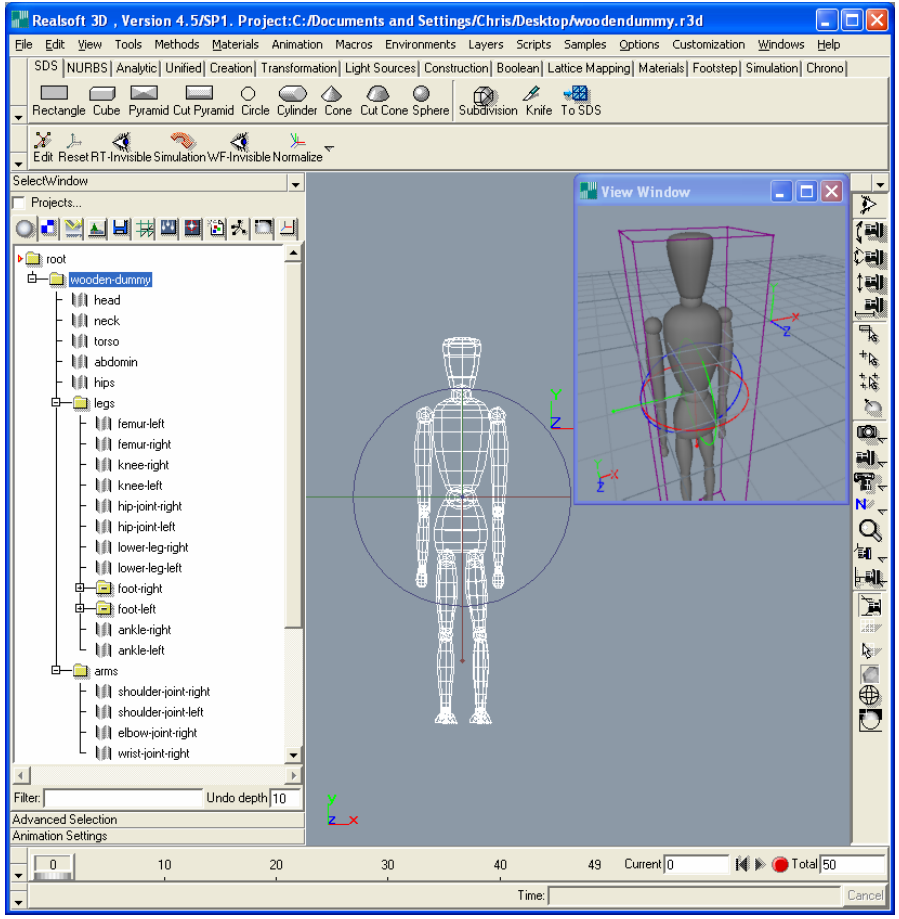 Realsoft 3D , Version 4.5/SP1. Project:C:/Documents and Settings/Chris/Desktop/woodendummy.r3d
File Edit View Tools Methods Materials Animation Macros Environments Layers Scripts Samples Options Customization Windows Help
SDS NURBS Analytic Unified Creation Transformation Light Sources Construction Boolean Lattice Mapping Materials Footstep Simulation Chrono
Rectangle Cube Pyramid Cut Pyramid Circle Cylinder Cone Cut Cone Sphere Subdivision Knife To SDS
Edit Reset RT-Invisible Simulation WF-Invisible Normalize
SelectWindow
Projects...
root
wooden-dummy
head
neck
torso
abdomin
hips
legs
femur-left
femur-right
knee-right
knee-left
hip-joint-right
hip-joint-left
lower-leg-right
lower-leg-left
foot-right
foot-left
ankle-right
ankle-left
arms
shoulder-joint-right
shoulder-joint-left
elbow-joint-right
wrist-joint-right
Filter: Undo depth 10
Advanced Selection
Animation Settings
View Window
Y
X
Z
Y
X
Z
Y
Z
Y
Z X
N
0 10 20 30 40 49 Current 0 Total 50
Time: Cancel